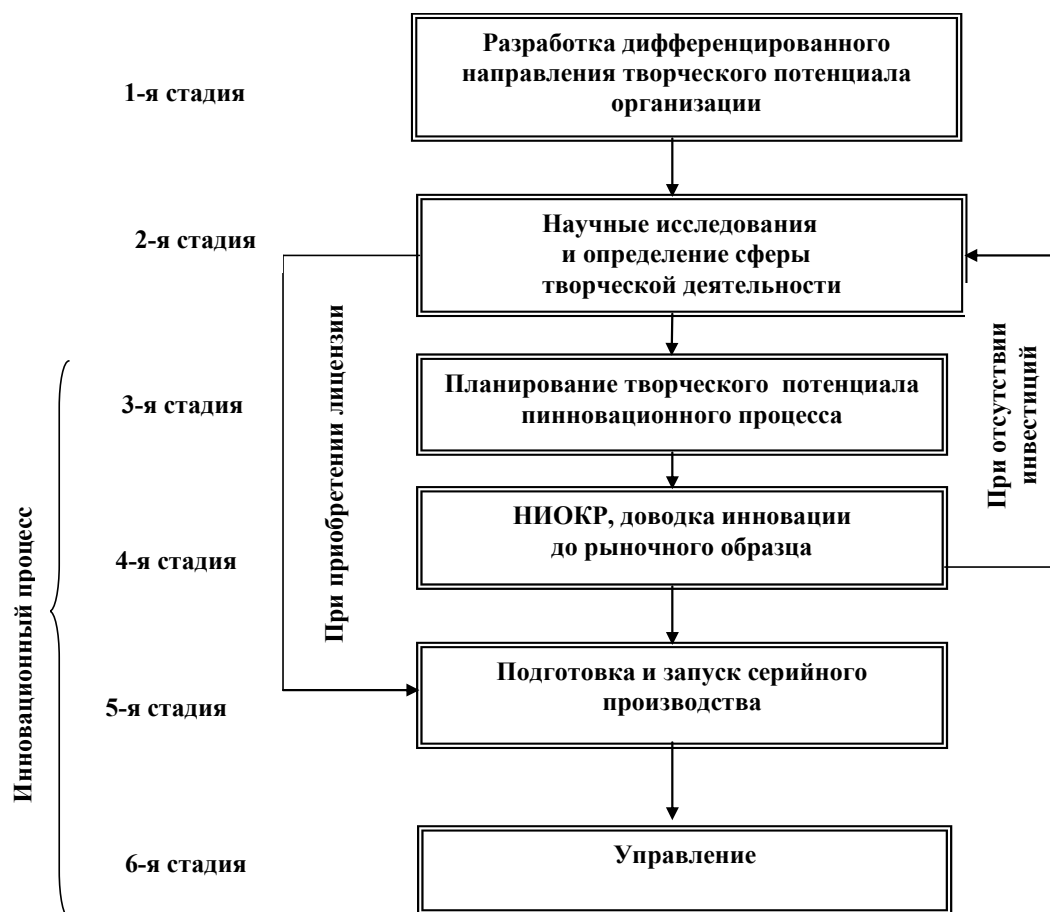 Разработка дифференцированного
направления творческого потенциала
организации
1-я стадия
Научные исследования
и определение сферы
творческой деятельности
2-я стадия
При приобретении лицензии
При отсутствии
инвестиций
Планирование творческого потенциала
пинновационного процесса
3-я стадия
НИОКР, доводка инновации
до рыночного образца
4-я стадия
Инновационный процесс
Подготовка и запуск серийного
производства
5-я стадия
Управление
6-я стадия